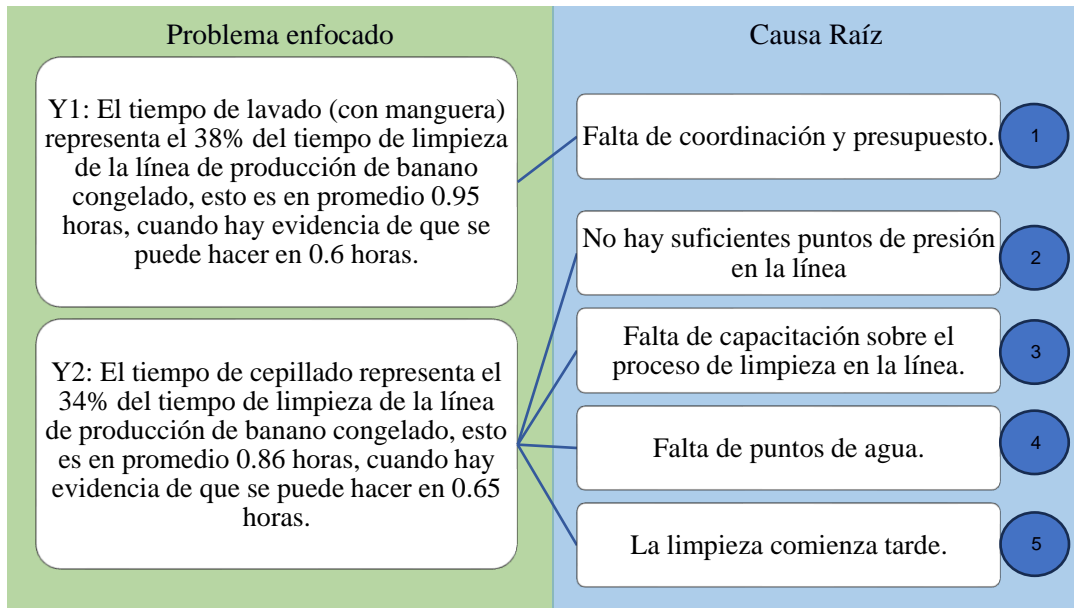 Problema enfocado
Y1: El tiempo de lavado (con manguera)
representa el 38% del tiempo de limpieza
de la línea de producción de banano
congelado, esto es en promedio 0.95
horas, cuando hay evidencia de que se
puede hacer en 0.6 horas.
Y2: El tiempo de cepillado representa el
34% del tiempo de limpieza de la línea
de producción de banano congelado, esto
es en promedio 0.86 horas, cuando hay
evidencia de que se puede hacer en 0.65
horas.
Causa Raíz
Falta de coordinación y presupuesto.
1
No hay suficientes puntos de presión
en la línea
2
Falta de capacitación sobre el
proceso de limpieza en la línea.
3
Falta de puntos de agua.
4
La limpieza comienza tarde.
5